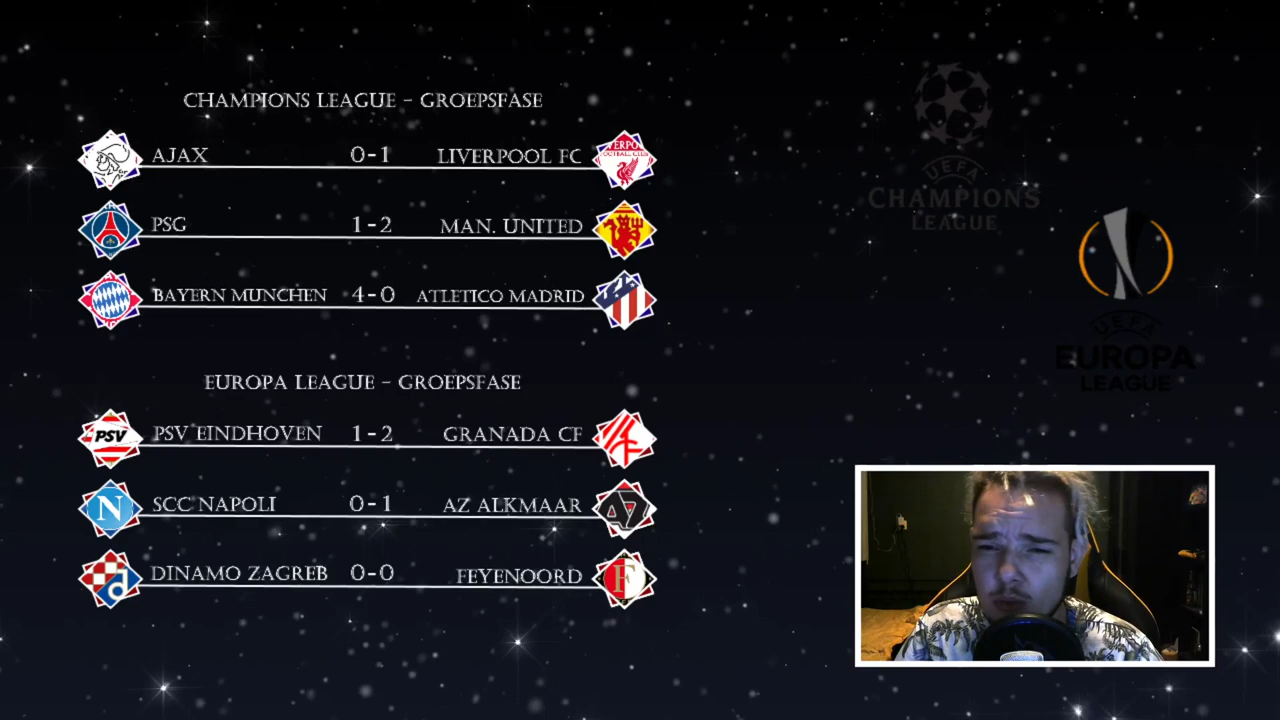 CHAMPIONS LEAGUE - GROEPSFASE
AJAX 0-1 LIVERPOOL FC
PSG 1-2 MAN. UNITED
BAYERN MUNCHEN 4-0 ATLETICO MADRID
EUROPA LEAGUE - GROEPSFASE
PSV PSV EINDHOVEN 1-2 GRANADA CF
N SCC NAPOLI 0-1 AZ ALKMAAR AZ
d DINAMO ZAGREB 0-0 FEYENOORD F
UEFA
CHAMPIONS
LEAGUE
UEFA
EUROPA
LEAGUE